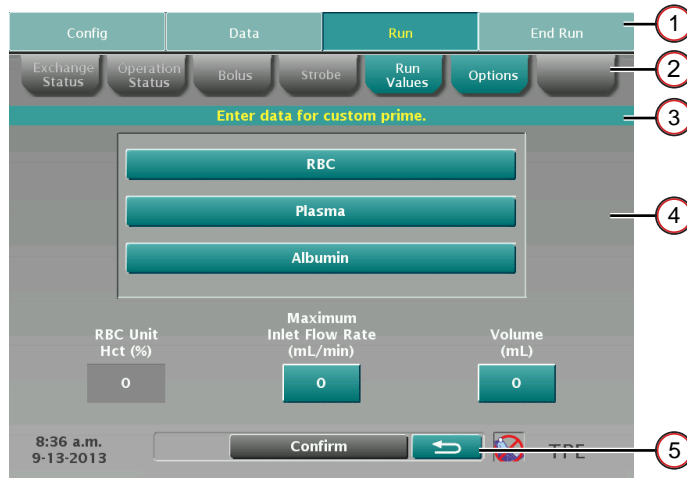 Config Data Run End Run
1
Exchange Status Operation Status Bolus Strobe Run Values Options
2
Enter data for custom prime.
3
RBC
Plasma
4
Albumin
RBC Unit Hct (%)
Maximum Inlet Flow Rate (mL/min)
Volume (mL)
0 0 0
8:36 a.m.
9-13-2013
Confirm
TPE
5